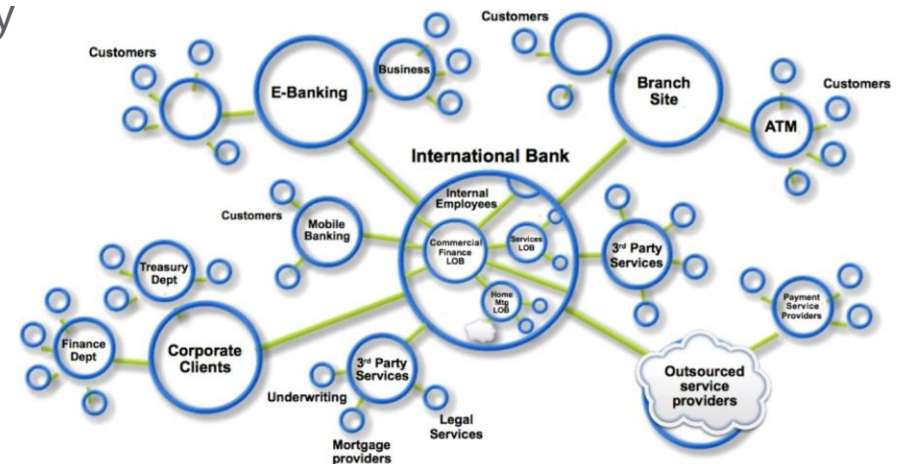 y
Customers
E-Banking
Business
Customers
Branch
Site
ATM
Customers
International Bank
Internal
Employees
Commercial
Finance
LOB
Services
LOB
Home
Mtg
LOB
Customers
Mobile
Banking
3rd Party
Services
Treasury
Dept
Finance
Dept
Corporate
Clients
3rd Party
Services
Underwriting
Mortgage
providers
Legal
Services
Payment
Service
Providers
Outsourced
service
providers